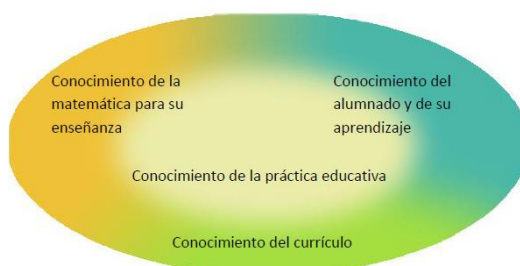 Conocimiento de la
matemática para su
enseñanza
Conocimiento del
alumnado y de su
aprendizaje
Conocimiento de la práctica educativa
Conocimiento del currículo